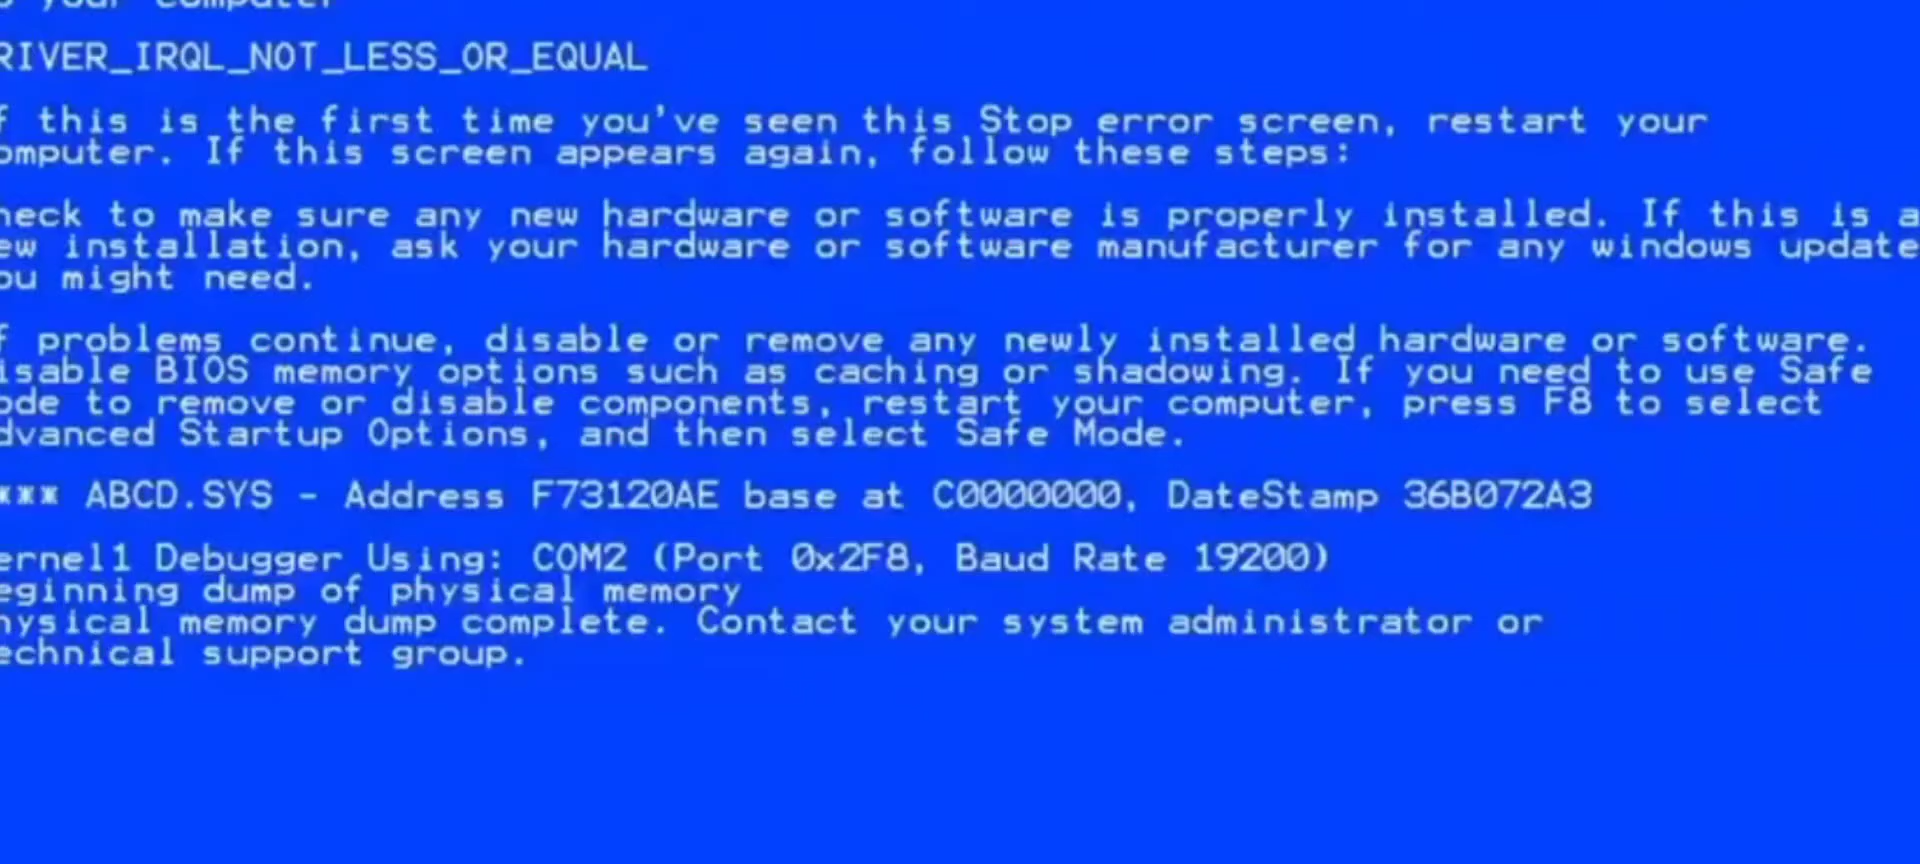 your computer
RIVER_IRQL_NOT_LESS_OR_EQUAL
f this is the first time you've seen this Stop error screen, restart your
omputer. If this screen appears again, follow these steps:
heck to make sure any new hardware or software is properly installed. If this is a
ew installation, ask your hardware or software manufacturer for any windows update
ou might need.
f problems continue, disable or remove any newly installed hardware or software.
isable BIOS memory options such as caching or shadowing. If you need to use Safe
ode to remove or disable components, restart your computer, press F8 to select
dvanced Startup Options, and then select Safe Mode.
*** ABCD.SYS - Address F73120AE base at C0000000, DateStamp 36B072A3
ernel1 Debugger Using: COM2 (Port 0x2F8, Baud Rate 19200)
eginning dump of physical memory
hysical memory dump complete. Contact your system administrator or
echnical support group.